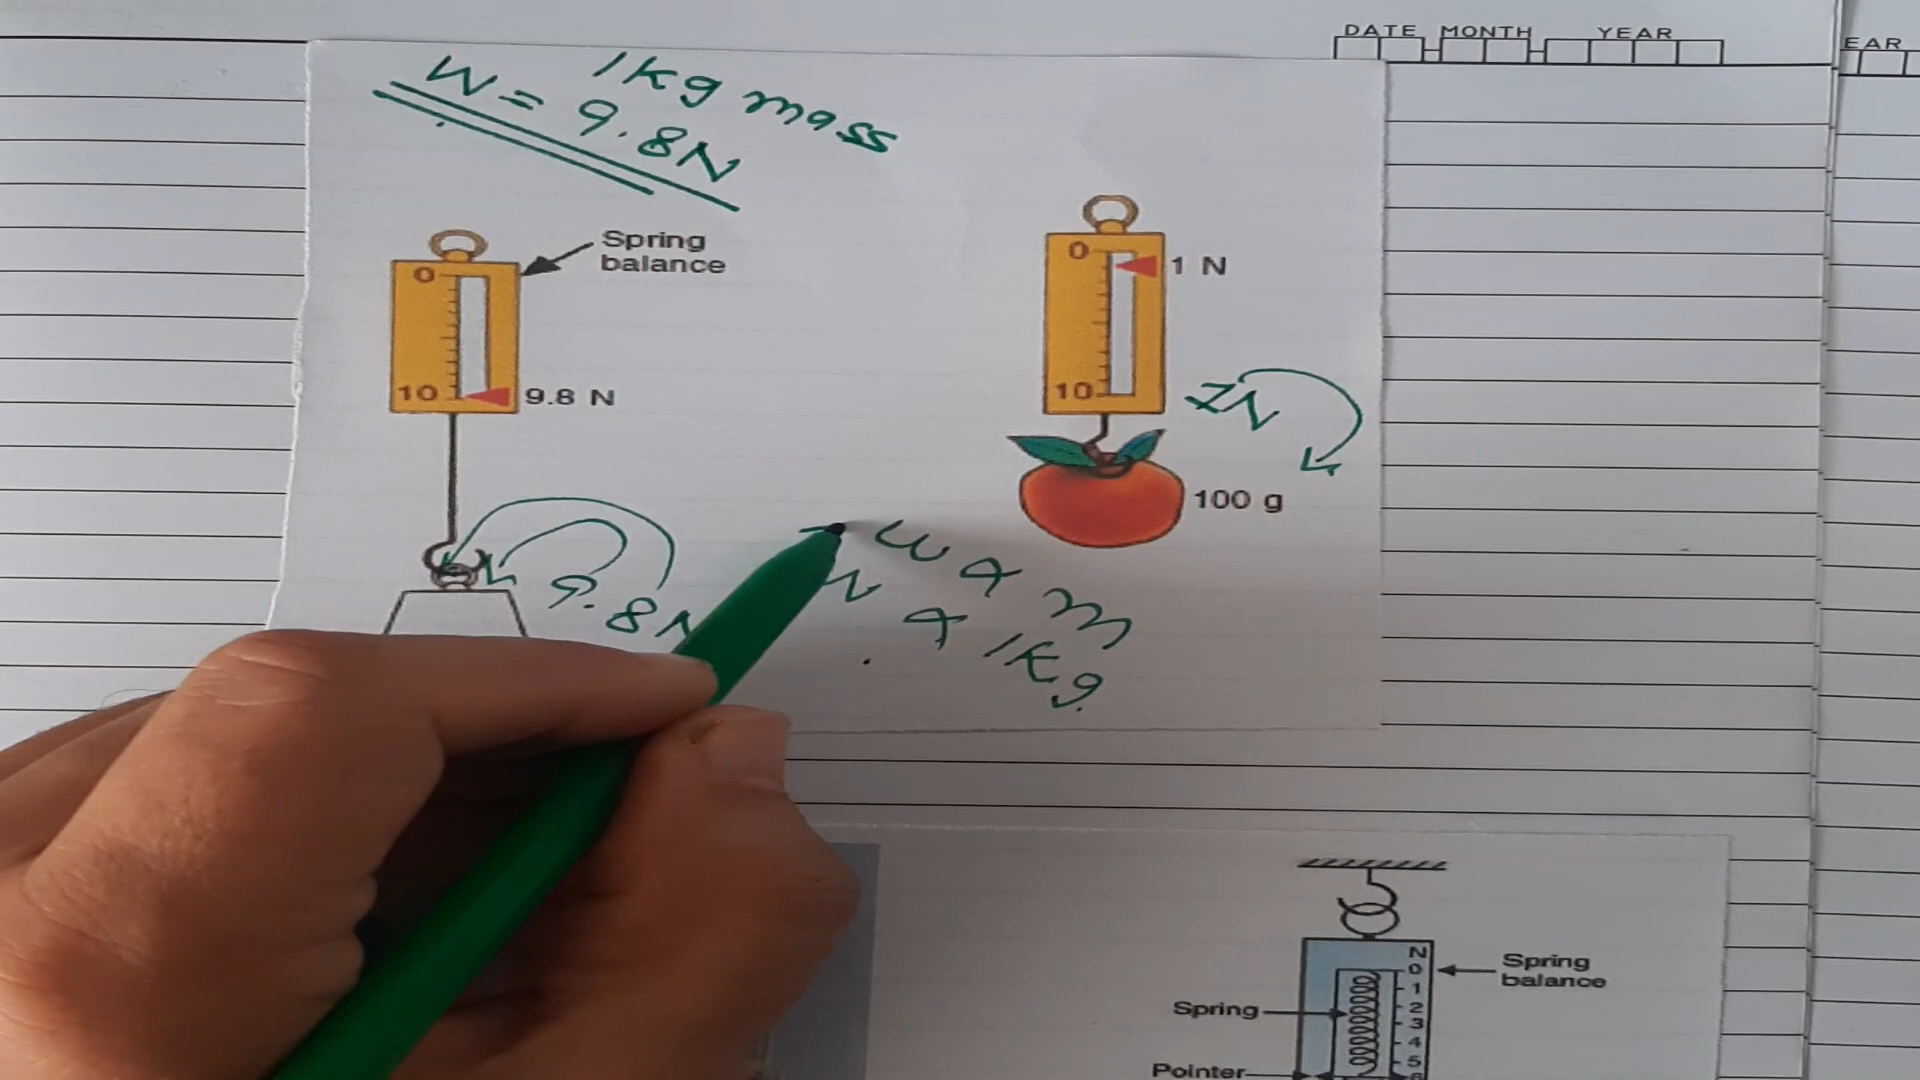 DATE MONTH YEAR
EAR
1kg mass
W = 9.8N
Spring
balance
0
10
9.8 N
0
1 N
10
1N
100 g
9.8N
W α m
W α 1kg.
N
0
1
2
3
4
5
Spring
balance
Spring
Pointer